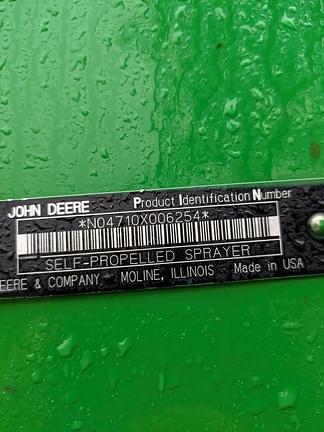 JOHN DEERE Product Identification Number
*N04710X006254*
SELF-PROPELLED SPRAYER
EERE & COMPANY MOLINE, ILLINOIS Made in USA